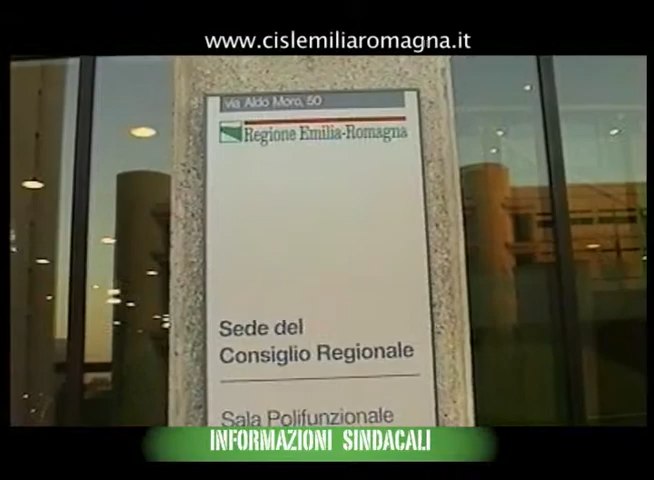 www.cislemiliaromagna.it
via Aldo Moro, 50
Regione Emilia-Romagna
Sede del
Consiglio Regionale
Sala Polifunzionale
INFORMAZIONI SINDACALI